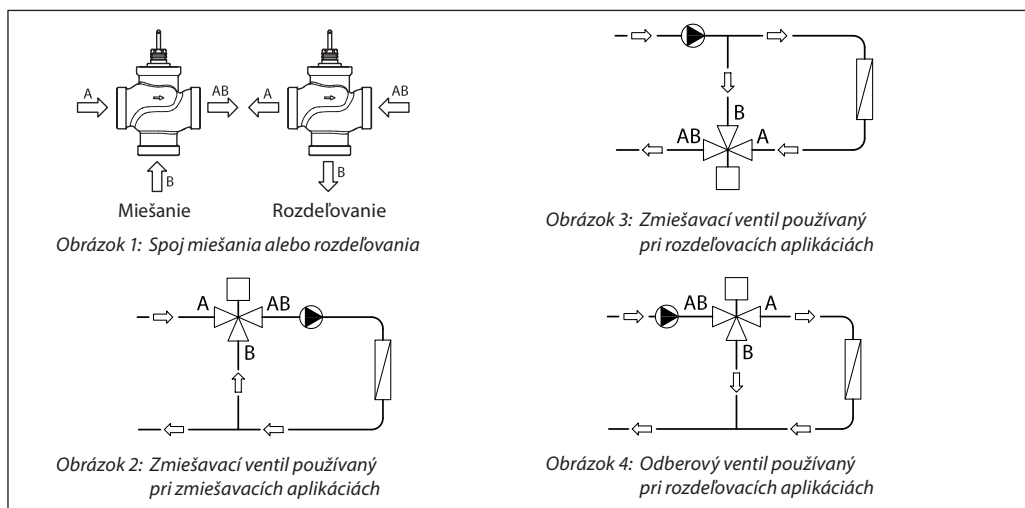 A
AB
B
Miešanie
A
AB
B
Rozdeľovanie
Obrázok 1: Spoj miešania alebo rozdeľovania
A
AB
B
Obrázok 2: Zmiešavací ventil používaný
pri zmiešavacích aplikáciách
B
AB
A
Obrázok 3: Zmiešavací ventil používaný
pri rozdeľovacích aplikáciách
AB
A
B
Obrázok 4: Odberový ventil používaný
pri rozdeľovacích aplikáciách